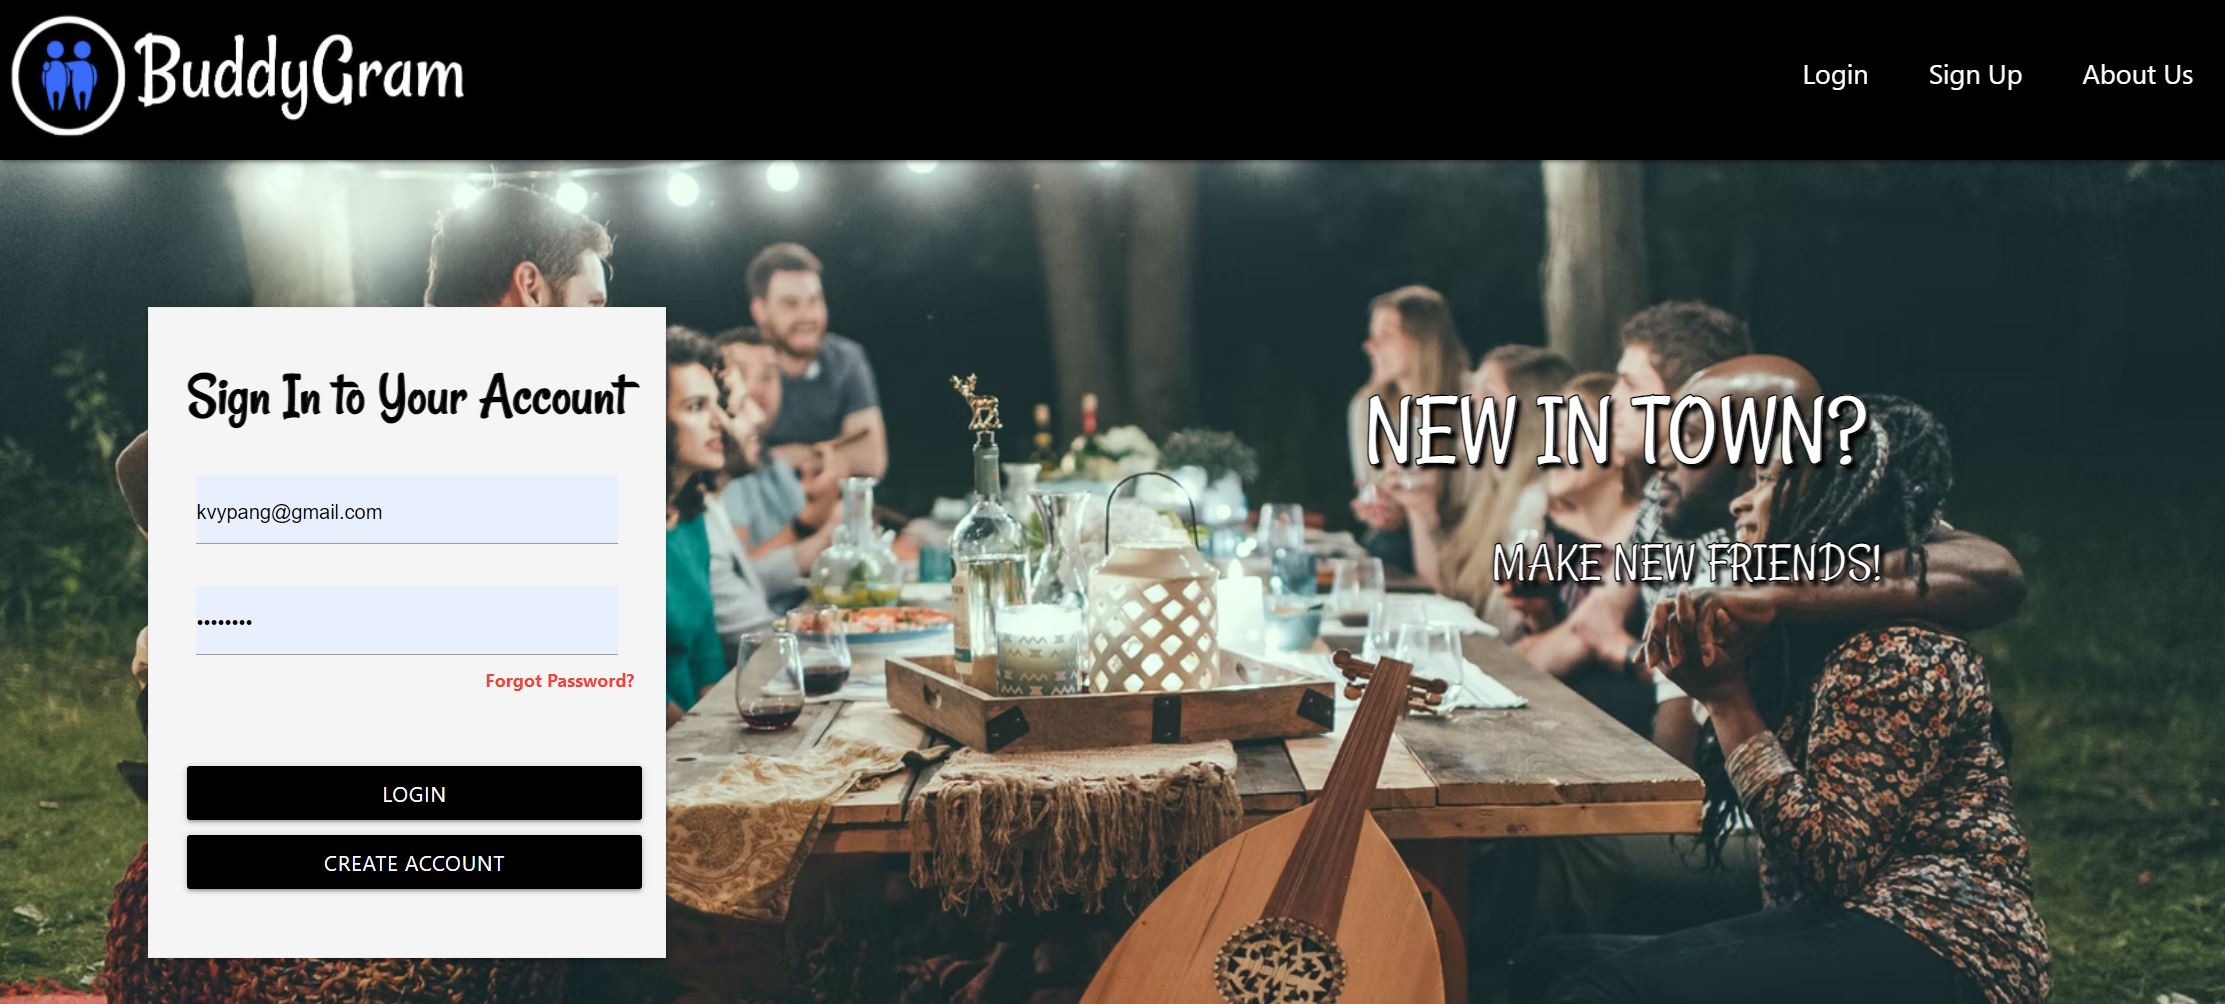 BuddyGram
Login
Sign Up
About Us
Sign In to Your Account
kvypang@gmail.com
••••••••
Forgot Password?
LOGIN
CREATE ACCOUNT
NEW IN TOWN?
MAKE NEW FRIENDS!